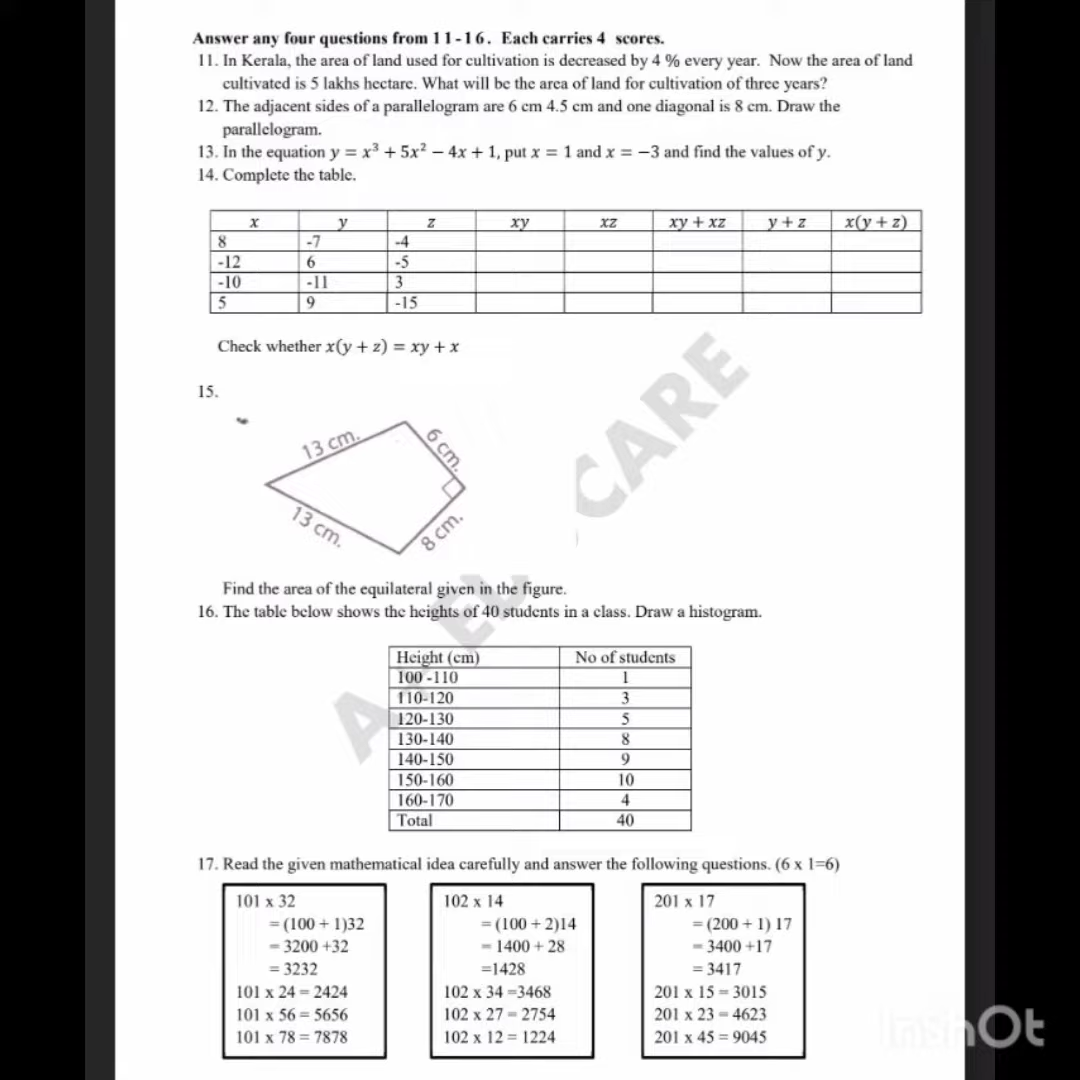 Answer any four questions from 11-16. Each carries 4 scores.
11. In Kerala, the area of land used for cultivation is decreased by 4 % every year. Now the area of land
cultivated is 5 lakhs hectare. What will be the area of land for cultivation of three years?
12. The adjacent sides of a parallelogram are 6 cm 4.5 cm and one diagonal is 8 cm. Draw the
parallelogram.
13. In the equation y = x³ + 5x² − 4x + 1, put x = 1 and x = −3 and find the values of y.
14. Complete the table.
x y z xy xz xy + xz y + z x(y + z)
8 -7 -4
-12 6 -5
-10 -11 3
5 9 -15
Check whether x(y + z) = xy + x
15.
13 cm.
6 cm.
13 cm.
8 cm.
CARE
Find the area of the equilateral given in the figure.
16. The table below shows the heights of 40 students in a class. Draw a histogram.
Height (cm) No of students
100 -110 1
110-120 3
120-130 5
130-140 8
140-150 9
150-160 10
160-170 4
Total 40
17. Read the given mathematical idea carefully and answer the following questions. (6 x 1=6)
101 x 32
= (100 + 1)32
= 3200 +32
= 3232
101 x 24 = 2424
101 x 56 = 5656
101 x 78 = 7878
102 x 14
= (100 + 2)14
= 1400 + 28
=1428
102 x 34 =3468
102 x 27 = 2754
102 x 12 = 1224
201 x 17
= (200 + 1) 17
= 3400 +17
= 3417
201 x 15 = 3015
201 x 23 = 4623
201 x 45 = 9045